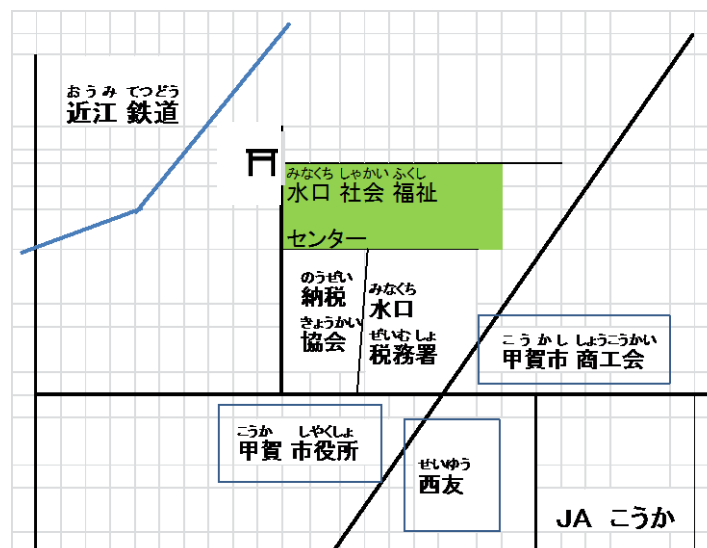 おうみ てつどう
近江 鉄道
みなくち しゃかい ふくし
水口 社会 福祉
センター
のうぜい
納税
きょうかい
協会
みなくち
水口
ぜいむ しょ
税務署
こうかし しょうこうかい
甲賀市 商工会
こうか しやくしょ
甲賀 市役所
せいゆう
西友
JA こうか